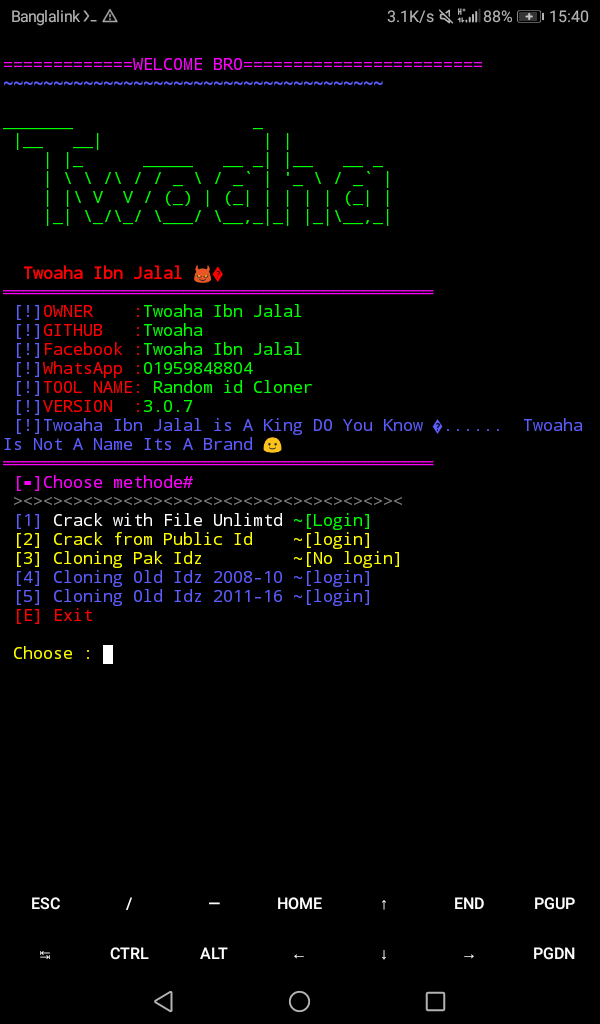 Banglalink 3.1K/s 88% 15:40
=============WELCOME BRO========================
~~~~~~~~~~~~~~~~~~~~~~~~~~~~~~~~~~~~~~
Twoaha
Twoaha Ibn Jalal 👹�
[!]OWNER    :Twoaha Ibn Jalal
[!]GITHUB   :Twoaha
[!]Facebook :Twoaha Ibn Jalal
[!]WhatsApp :01959848804
[!]TOOL NAME: Random id Cloner
[!]VERSION  :3.0.7
[!]Twoaha Ibn Jalal is A King DO You Know �......  Twoaha
Is Not A Name Its A Brand 🙂
[=]Choose methode#
><><><><><><><><><><><><><><><><><><>><
[1] Crack with File Unlimtd ~[Login]
[2] Crack from Public Id    ~[login]
[3] Cloning Pak Idz         ~[No login]
[4] Cloning Old Idz 2008-10 ~[login]
[5] Cloning Old Idz 2011-16 ~[login]
[E] Exit
Choose :
ESC / — HOME ↑ END PGUP
↹ CTRL ALT ← ↓ → PGDN